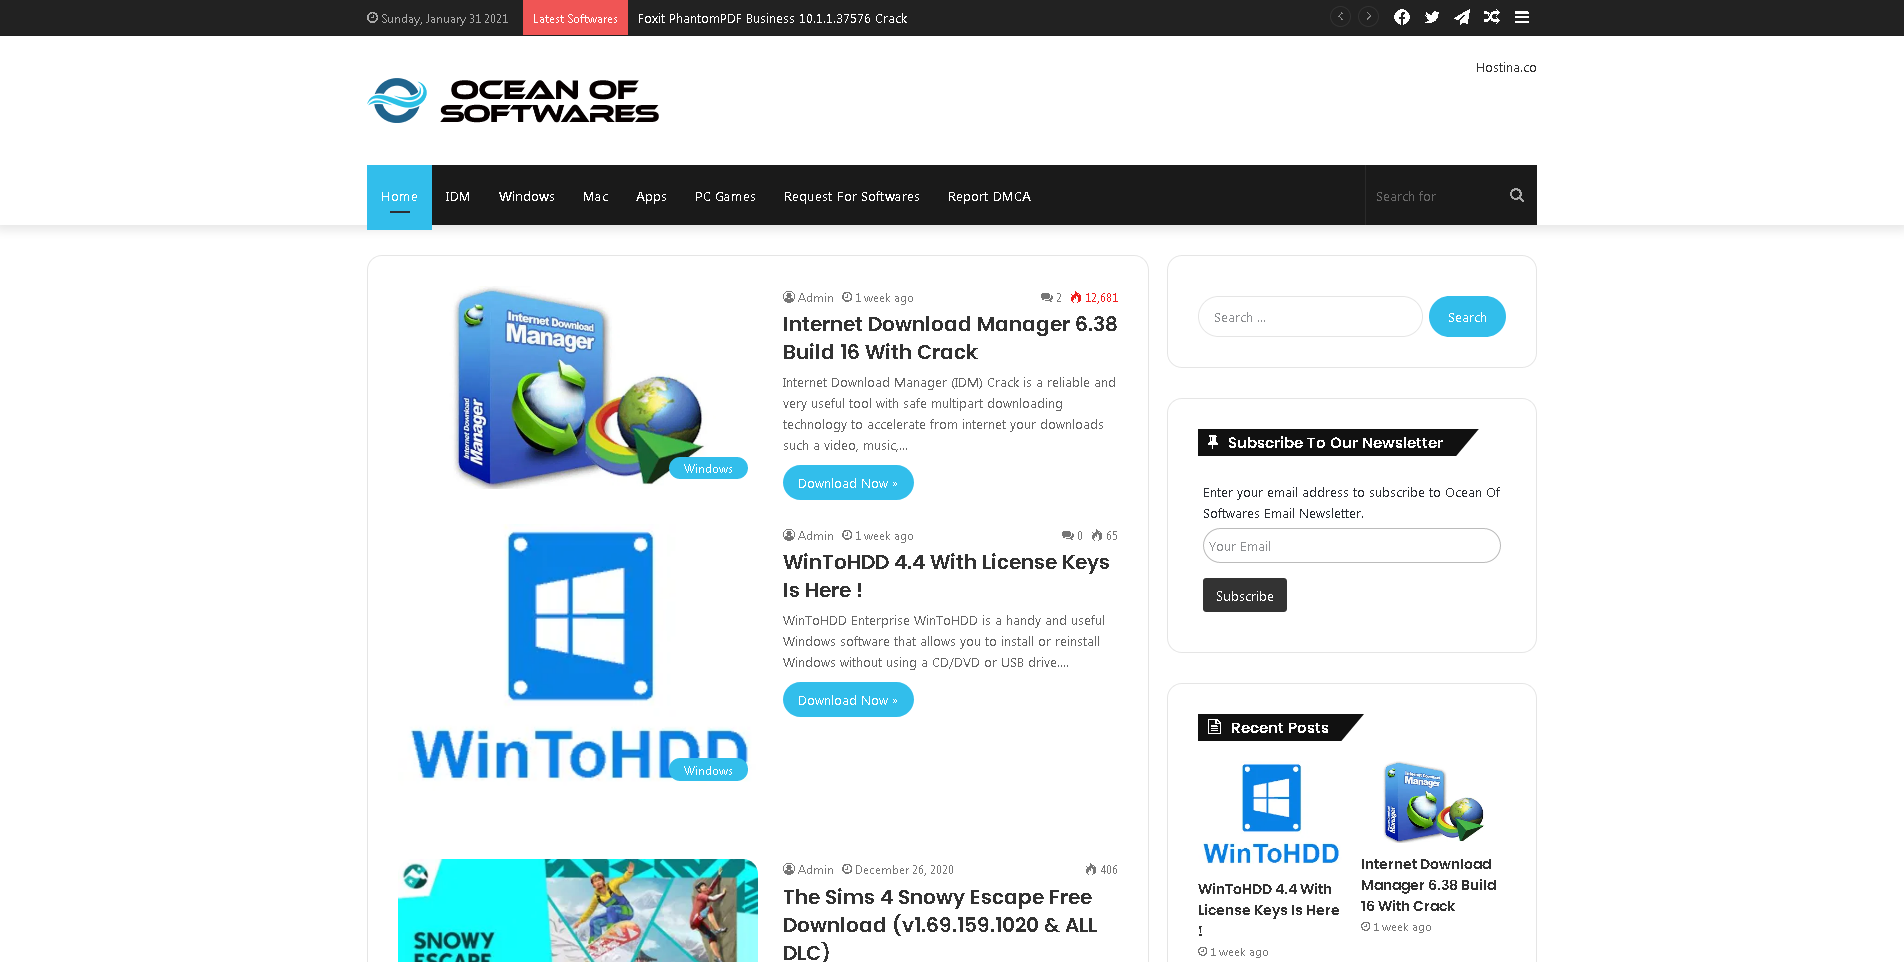 Sunday, January 31 2021
Latest Softwares
Foxit PhantomPDF Business 10.1.1.37576 Crack
Hostina.co
OCEAN OF
SOFTWARES
Home
IDM
Windows
Mac
Apps
PC Games
Request For Softwares
Report DMCA
Search for
Internet Download
Manager
Internet Download
Manager
Windows
Admin 1 week ago 2 12,681
Internet Download Manager 6.38
Build 16 With Crack
Internet Download Manager (IDM) Crack is a reliable and
very useful tool with safe multipart downloading
technology to accelerate from internet your downloads
such a video, music,...
Download Now »
WinToHDD
Windows
Admin 1 week ago 0 65
WinToHDD 4.4 With License Keys
Is Here !
WinToHDD Enterprise WinToHDD is a handy and useful
Windows software that allows you to install or reinstall
Windows without using a CD/DVD or USB drive....
Download Now »
SNOWY
ESCAPE
Admin December 26, 2020 406
The Sims 4 Snowy Escape Free
Download (v1.69.159.1020 & ALL
DLC)
Search ...
Search
Subscribe To Our Newsletter
Enter your email address to subscribe to Ocean Of
Softwares Email Newsletter.
Your Email
Subscribe
Recent Posts
WinToHDD
WinToHDD 4.4 With
License Keys Is Here
!
1 week ago
Internet Download
Manager
Manager
Internet Download
Manager 6.38 Build
16 With Crack
1 week ago